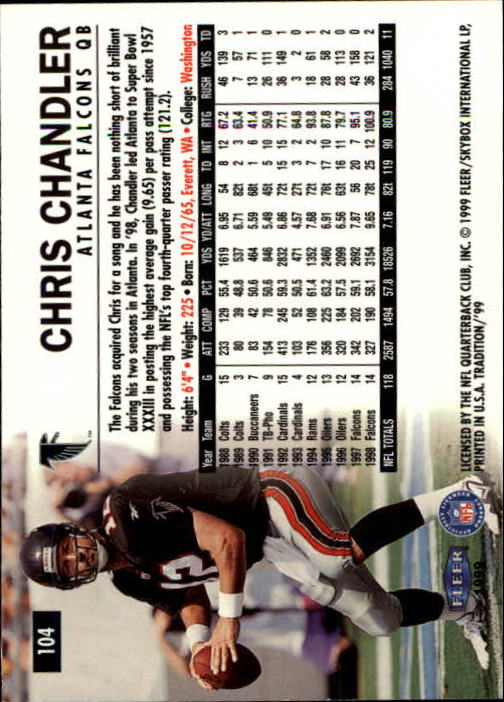 104
CHRIS CHANDLER
ATLANTA FALCONS QB
The Falcons acquired Chris for a song and he has been nothing short of brilliant
during his two seasons in Atlanta. In '98, Chandler led Atlanta to Super Bowl
XXXIII in posting the highest average gain (9.65) per pass attempt since 1957
and possessing the NFL's top fourth-quarter passer rating (121.2).
Height: 6'4" • Weight: 225 • Born: 10/12/65, Everett, WA • College: Washington
Year Team G ATT COMP PCT YDS YD/ATT LONG TD INT RTG RUSH YDS TD
1988 Colts 15 233 129 55.4 1619 6.95 54 8 12 67.2 46 139 3
1989 Colts 3 80 39 48.8 537 6.71 82t 2 3 63.4 7 57 1
1990 Buccaneers 7 83 42 50.6 464 5.59 68t 1 6 41.4 13 71 1
1991 TB-Pho 9 154 78 50.6 846 5.49 45t 5 10 50.9 26 111 0
1992 Cardinals 15 413 245 59.3 2832 6.86 72t 15 15 77.1 36 149 1
1993 Cardinals 4 103 52 50.5 471 4.57 27t 3 2 64.8 3 2 0
1994 Rams 12 176 108 61.4 1352 7.68 72t 7 2 93.8 18 61 1
1995 Oilers 13 356 225 63.2 2460 6.91 76t 17 10 87.8 28 58 2
1996 Oilers 12 320 184 57.5 2099 6.56 63t 16 11 79.7 28 113 0
1997 Falcons 14 342 202 59.1 2692 7.87 56 20 7 95.1 43 158 0
1998 Falcons 14 327 190 58.1 3154 9.65 78t 25 12 100.9 36 121 2
NFL TOTALS 118 2587 1494 57.8 18526 7.16 82t 119 90 80.9 284 1040 11
LICENSED BY THE NFL QUARTERBACK CLUB, INC. © 1999 FLEER/SKYBOX INTERNATIONAL LP,
PRINTED IN U.S.A. TRADITION/'99
FLEER
1999
NFL
12